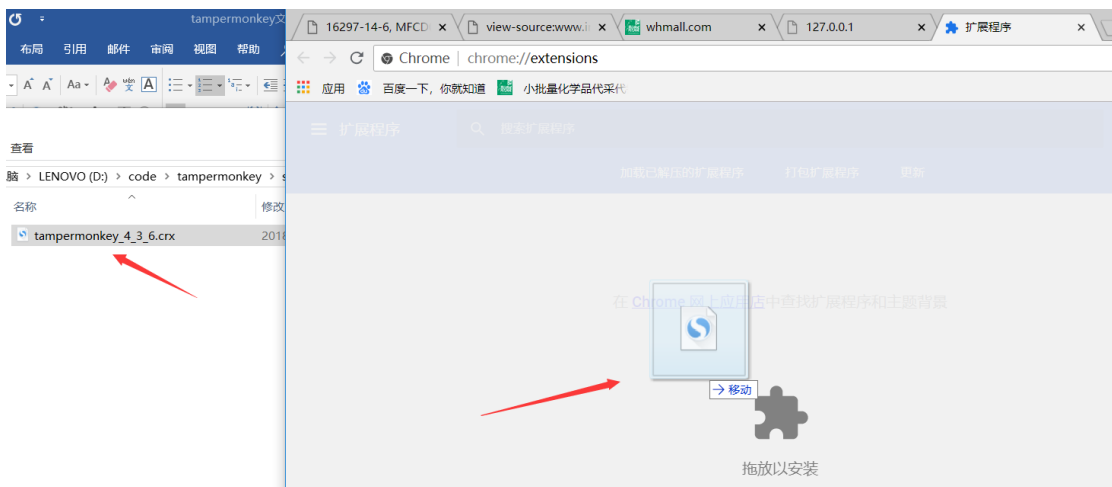 tampermonkey文
布局 引用 邮件 审阅 视图 帮助
Aa
wén 文 A
查看
脑 > LENOVO (D:) > code > tampermonkey > s
名称 修改
tampermonkey_4_3_6.crx 2018
16297-14-6, MFCD view-source:www.i whmall.com 127.0.0.1 扩展程序
Chrome | chrome://extensions
应用 百度一下，你就知道 小批量化学品代采代
扩展程序 搜索扩展程序
加载已解压的扩展程序 打包扩展程序 更新
在 Chrome 网上应用店中查找扩展程序和主题背景
移动
拖放以安装